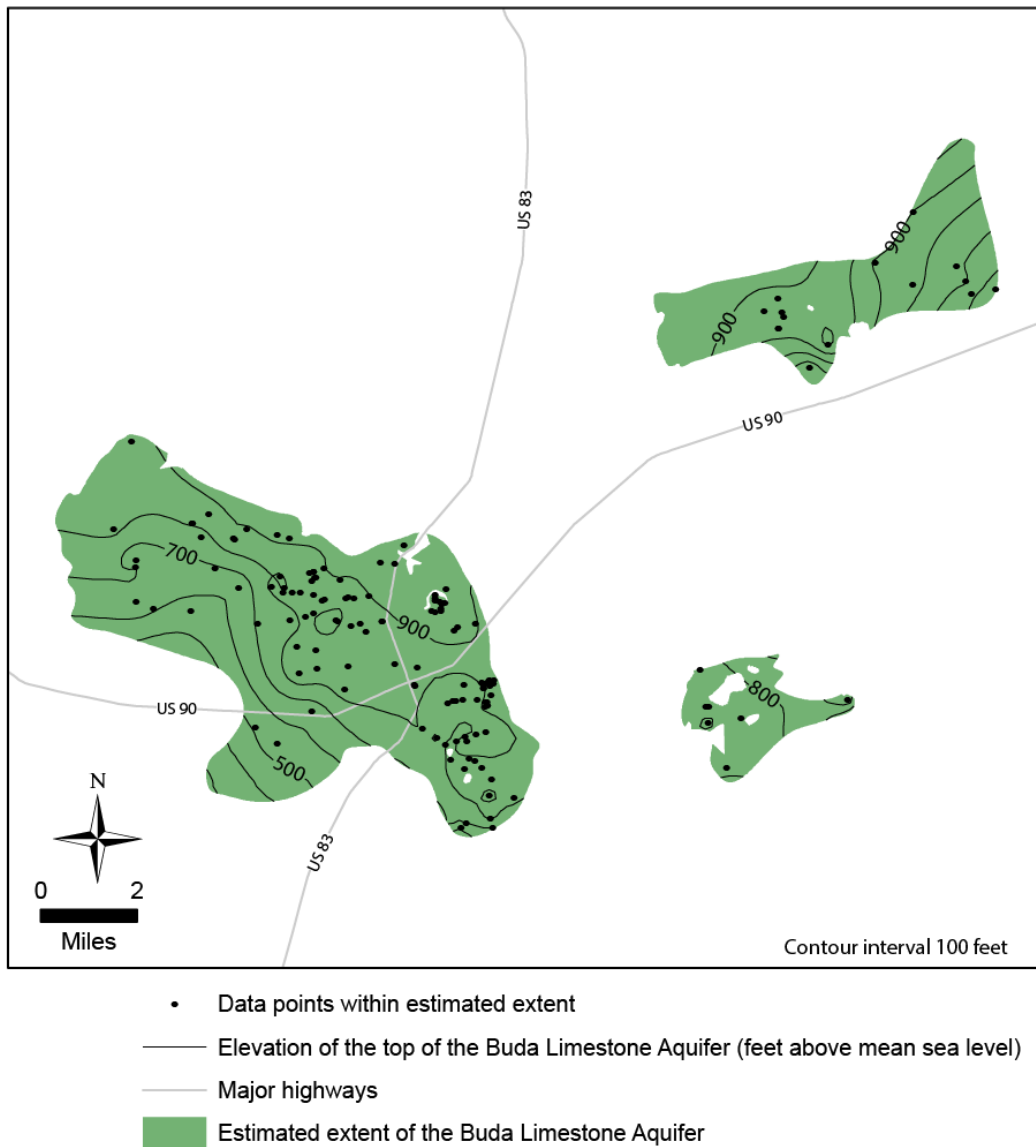 US 83
900
900
US 90
700
900
800
US 90
500
N
US 83
0 2
Miles
Contour interval 100 feet
Data points within estimated extent
Elevation of the top of the Buda Limestone Aquifer (feet above mean sea level)
Major highways
Estimated extent of the Buda Limestone Aquifer